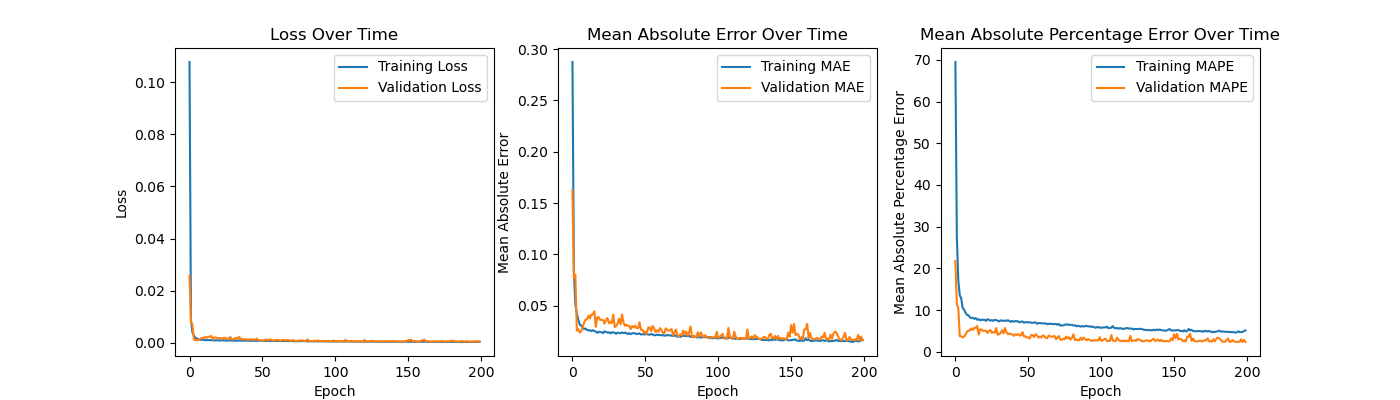 Loss Over Time
Training Loss
Validation Loss
0.10
0.08
0.06
0.04
0.02
0.00
Loss
0
50
100
150
200
Epoch
Mean Absolute Error Over Time
Training MAE
Validation MAE
0.30
0.25
0.20
0.15
0.10
0.05
Mean Absolute Error
0
50
100
150
200
Epoch
Mean Absolute Percentage Error Over Time
Training MAPE
Validation MAPE
70
60
50
40
30
20
10
0
Mean Absolute Percentage Error
0
50
100
150
200
Epoch